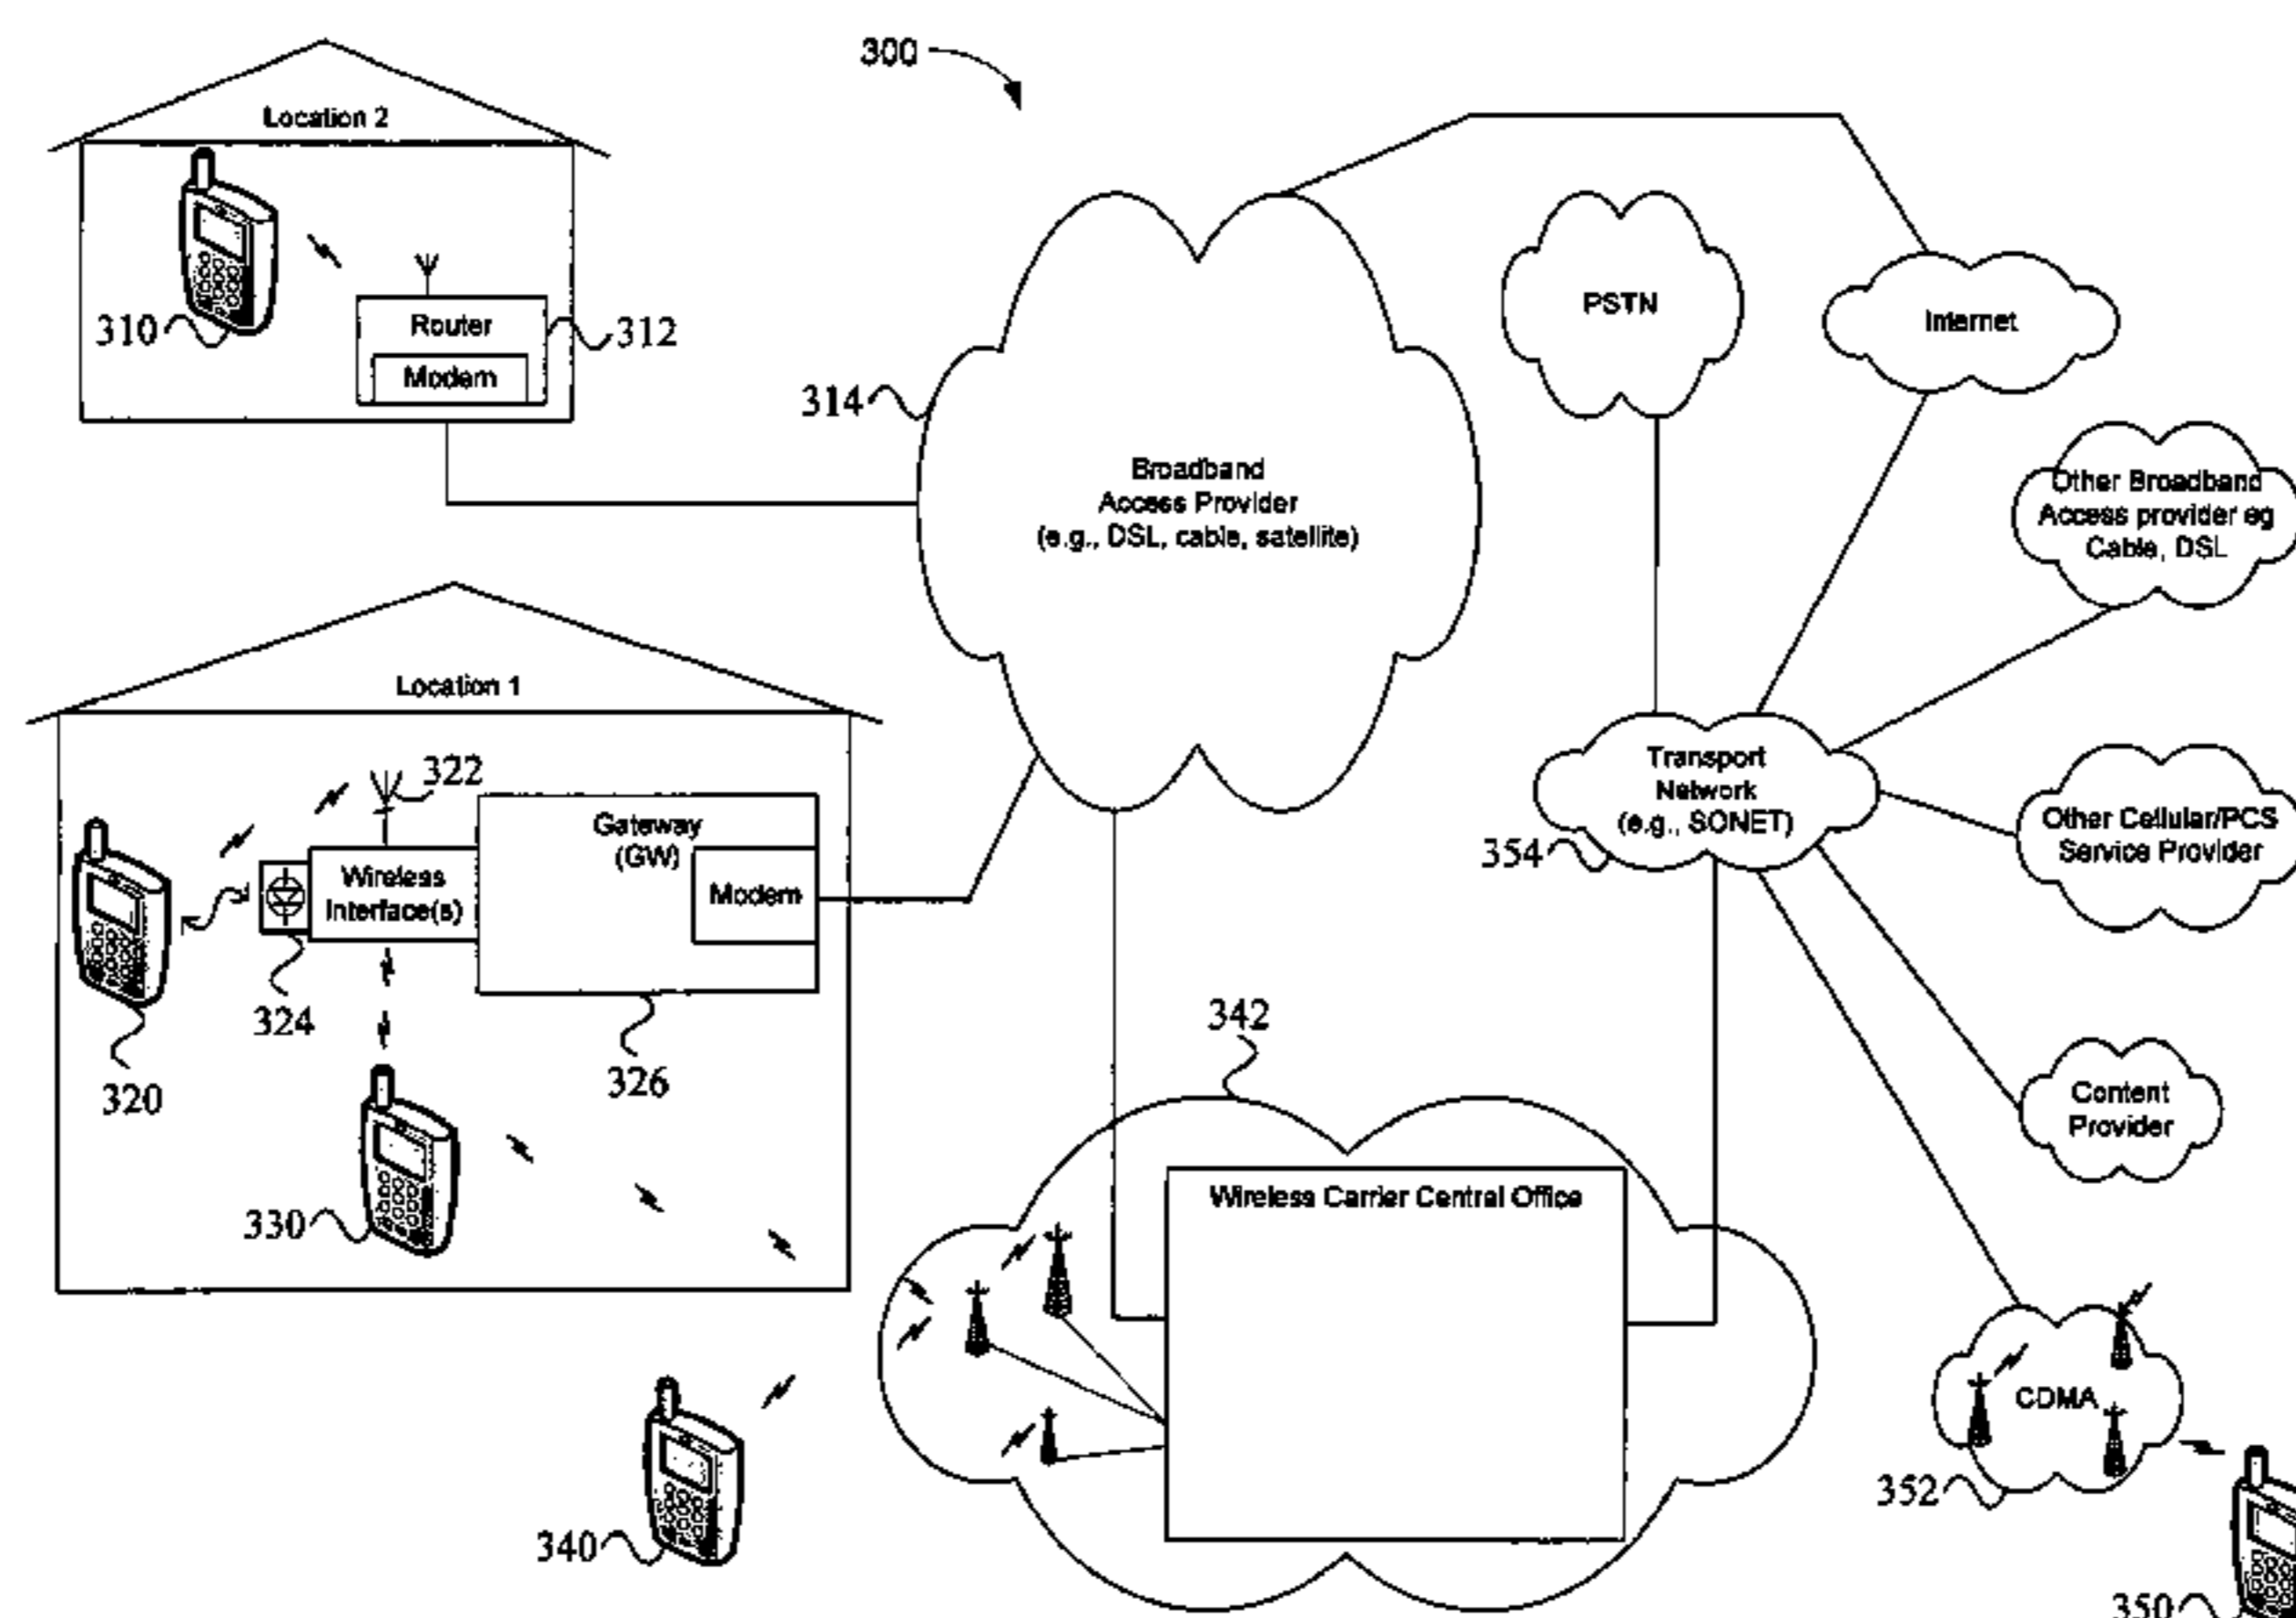 300
Location 2
310
Router
312
Modem
314
Broadband
Access Provider
(e.g., DSL, cable, satellite)
PSTN
Internet
Other Broadband
Access provider eg
Cable, DSL
Location 1
322
Gateway
(GW)
Wireless
Interface(s)
Modem
324
320
326
330
Transport
Network
(e.g., SONET)
354
Other Cellular/PCS
Service Provider
342
Content
Provider
Wireless Carrier Central Office
340
CDMA
352
350